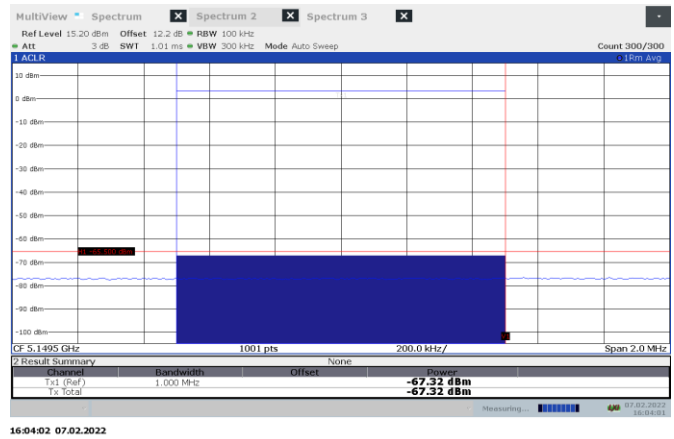 MultiView Spectrum X Spectrum 2 X Spectrum 3 X
Ref Level 15.20 dBm Offset 12.2 dB RBW 100 kHz
Att 3 dB SWT 1.01 ms VBW 300 kHz Mode Auto Sweep Count 300/300
1 ACLR 1Rm Avg
10 dBm
0 dBm
-10 dBm
-20 dBm
-30 dBm
-40 dBm
-50 dBm
-60 dBm
-70 dBm
-80 dBm
-90 dBm
-100 dBm
CF 5.1495 GHz 1001 pts 200.0 kHz/ Span 2.0 MHz
2 Result Summary None
Channel Bandwidth Offset Power
Tx1 (Ref) 1.000 MHz -67.32 dBm
Tx Total -67.32 dBm
Measuring... 07.02.2022
16:04:01
16:04:02 07.02.2022